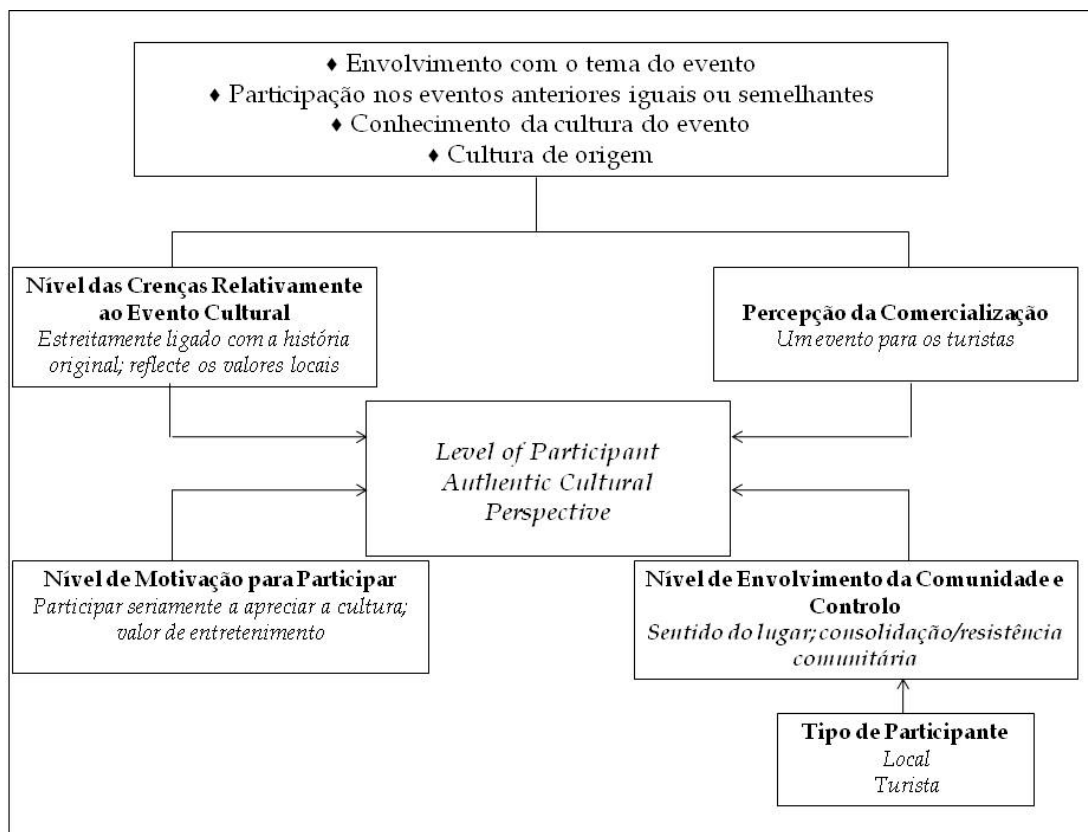 ♦ Envolvimento com o tema do evento
♦ Participação nos eventos anteriores iguais ou semelhantes
♦ Conhecimento da cultura do evento
♦ Cultura de origem
Nível das Crenças Relativamente
ao Evento Cultural
Estreitamente ligado com a história
original; reflecte os valores locais
Percepção da Comercialização
Um evento para os turistas
Level of Participant
Authentic Cultural
Perspective
Nível de Motivação para Participar
Participar seriamente a apreciar a cultura;
valor de entretenimento
Nível de Envolvimento da Comunidade e
Controlo
Sentido do lugar; consolidação/resistência
comunitária
Tipo de Participante
Local
Turista